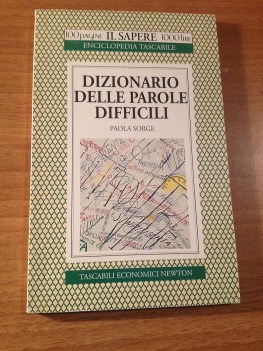 100 pagine IL SAPERE 1000 lire
ENCICLOPEDIA TASCABILE
DIZIONARIO
DELLE PAROLE
DIFFICILI
PAOLA SORGE
TASCABILI ECONOMICI NEWTON